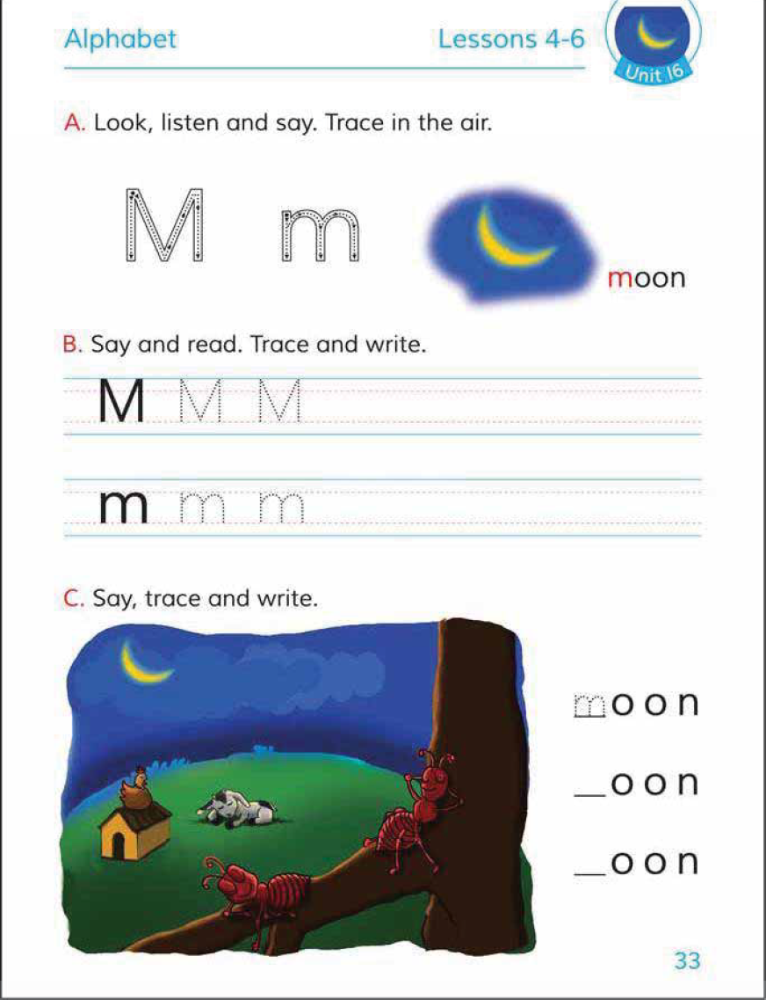 Alphabet Lessons 4-6
Unit 16
A. Look, listen and say. Trace in the air.
M m
moon
B. Say and read. Trace and write.
M M M
m m m
C. Say, trace and write.
moon
_oon
_oon
33